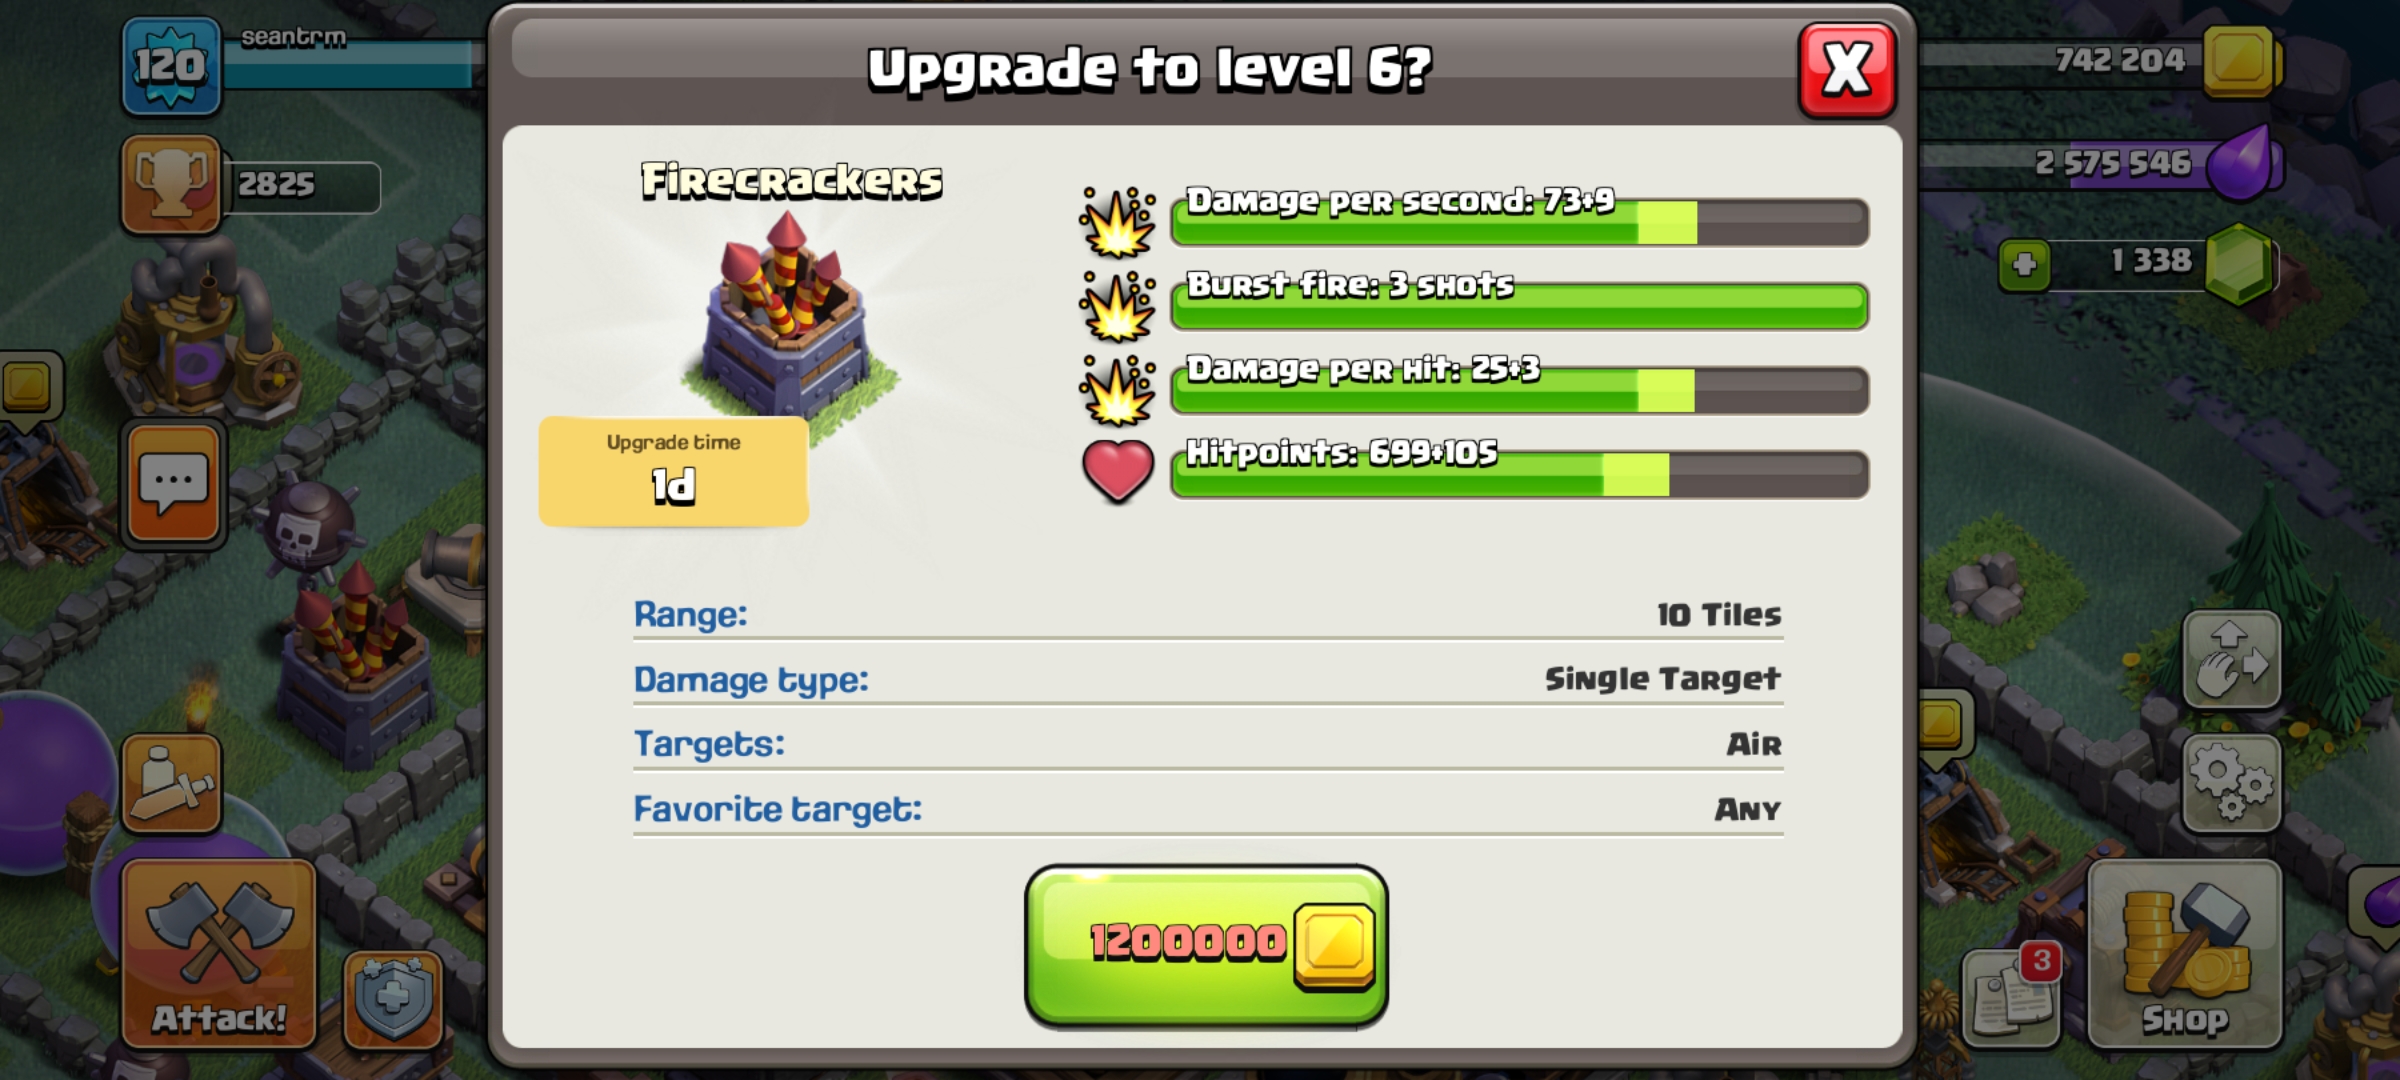 120
seantrm
2825
Upgrade to level 6?
X
742 204
2 575 546
1 338
Firecrackers
Upgrade time
1d
Damage per second: 73+9
Burst fire: 3 shots
Damage per hit: 25+3
Hitpoints: 699+105
Range: 10 Tiles
Damage type: Single Target
Targets: Air
Favorite target: Any
1200000
Attack!
3
Shop